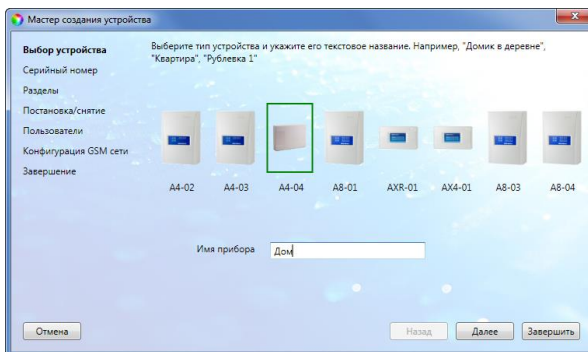 Мастер создания устройства
Выбор устройства
Серийный номер
Разделы
Постановка/снятие
Пользователи
Конфигурация GSM сети
Завершение
Выберите тип устройства и укажите его текстовое название. Например, "Домик в деревне",
"Квартира", "Рублевка 1"
A4-02 A4-03 A4-04 A8-01 AXR-01 AX4-01 A8-03 A8-04
Имя прибора Дом
Отмена Назад Далее Завершить